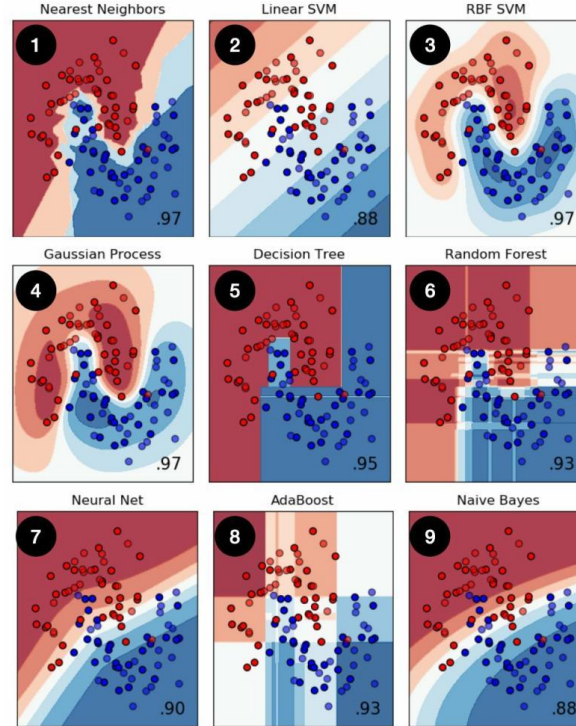 Nearest Neighbors
1
.97
Linear SVM
2
.88
RBF SVM
3
.97
Gaussian Process
4
.97
Decision Tree
5
.95
Random Forest
6
.93
Neural Net
7
.90
AdaBoost
8
.93
Naive Bayes
9
.88